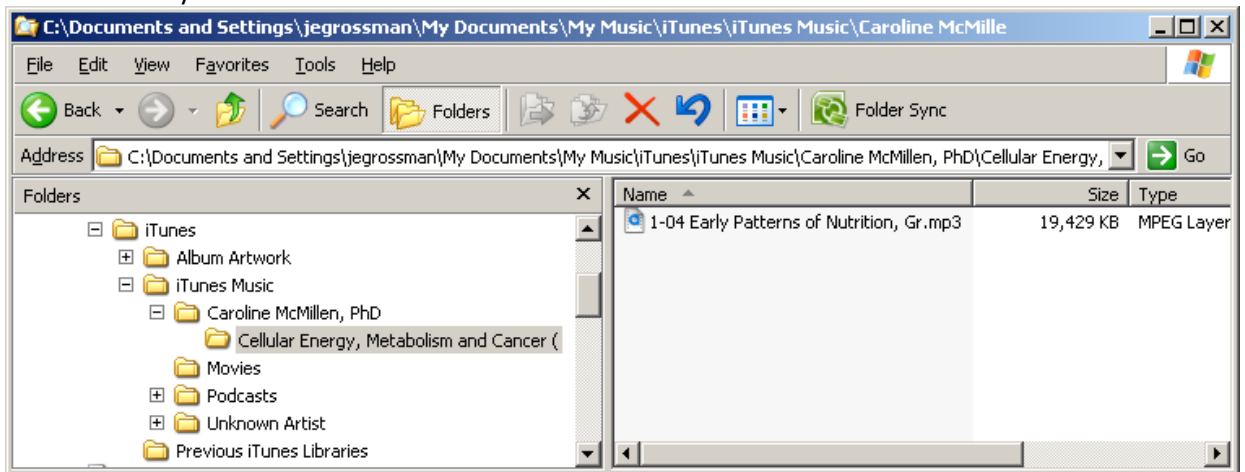 C:\Documents and Settings\jegrossman\My Documents\My Music\iTunes\iTunes Music\Caroline McMille
File Edit View Favorites Tools Help
Back Search Folders Folder Sync
Address C:\Documents and Settings\jegrossman\My Documents\My Music\iTunes\iTunes Music\Caroline McMillen, PhD\Cellular Energy, Go
Folders
Name Size Type
iTunes
1-04 Early Patterns of Nutrition, Gr.mp3 19,429 KB MPEG Layer
Album Artwork
iTunes Music
Caroline McMillen, PhD
Cellular Energy, Metabolism and Cancer (
Movies
Podcasts
Unknown Artist
Previous iTunes Libraries